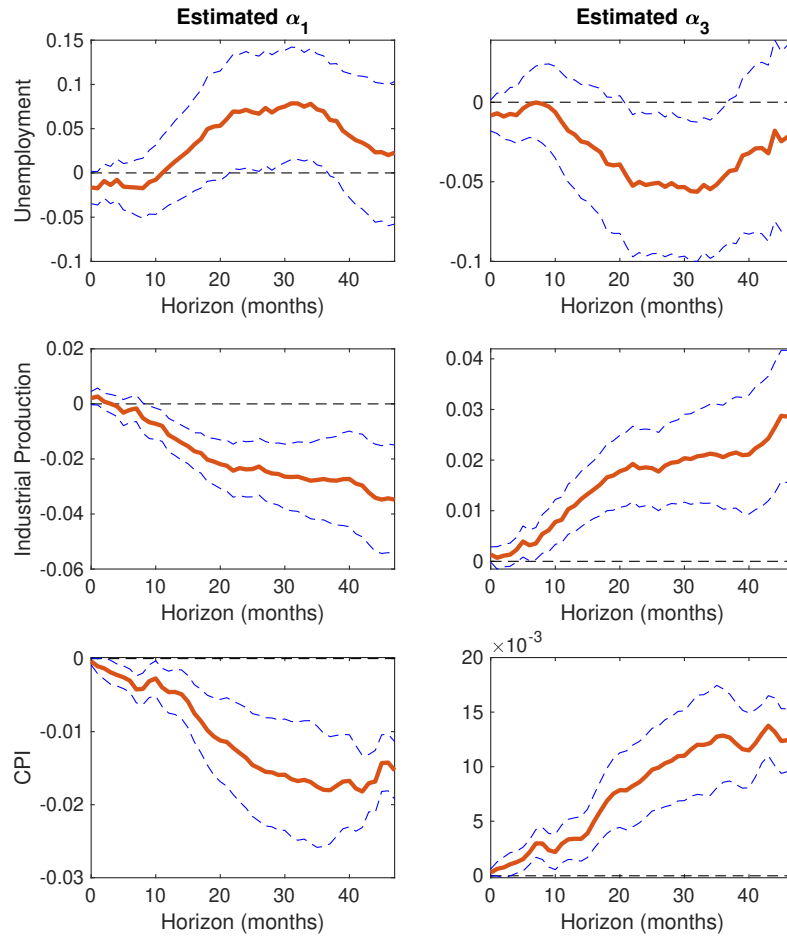 Estimated α1
Estimated α3
Unemployment
0.15
0.1
0.05
0
-0.05
-0.1
0 10 20 30 40
Horizon (months)
0
-0.05
-0.1
0 10 20 30 40
Horizon (months)
Industrial Production
0.02
0
-0.02
-0.04
-0.06
0 10 20 30 40
Horizon (months)
0.04
0.03
0.02
0.01
0
0 10 20 30 40
Horizon (months)
CPI
0
-0.01
-0.02
-0.03
0 10 20 30 40
Horizon (months)
×10-3
20
15
10
5
0
0 10 20 30 40
Horizon (months)